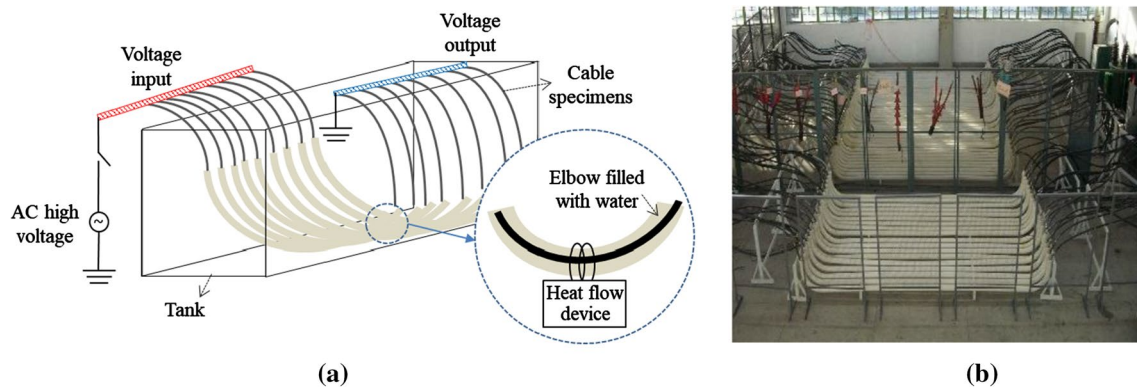 Voltage
input
Voltage
output
Cable
specimens
AC high
voltage
~
Tank
Elbow filled
with water
Heat flow
device
(a)
(b)